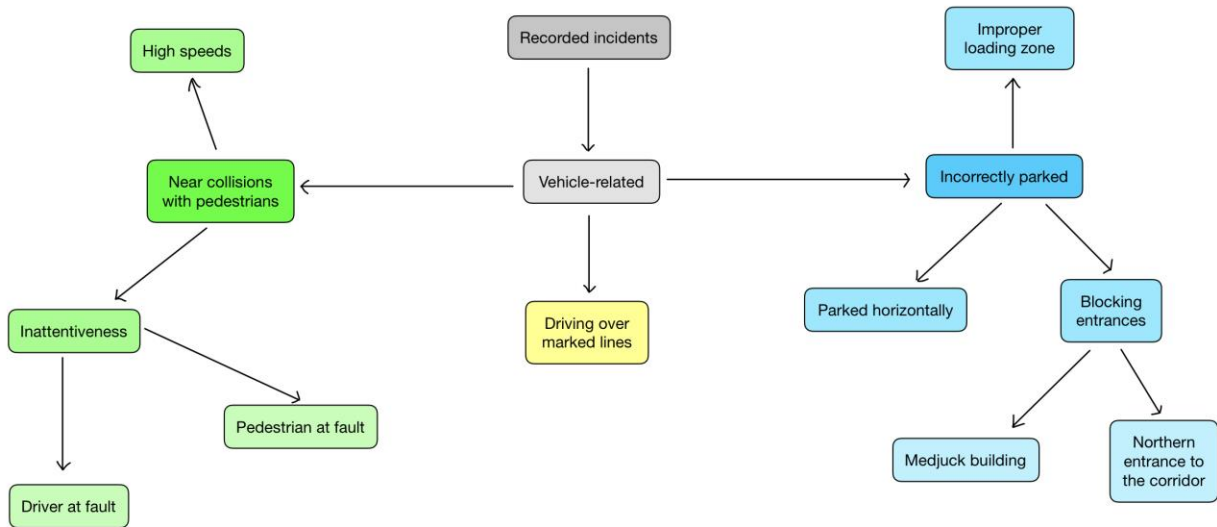 Recorded incidents
Improper
loading zone
High speeds
Near collisions
with pedestrians
Vehicle-related
Incorrectly parked
Inattentiveness
Driving over
marked lines
Parked horizontally
Blocking
entrances
Pedestrian at fault
Medjuck building
Northern
entrance to
the corridor
Driver at fault